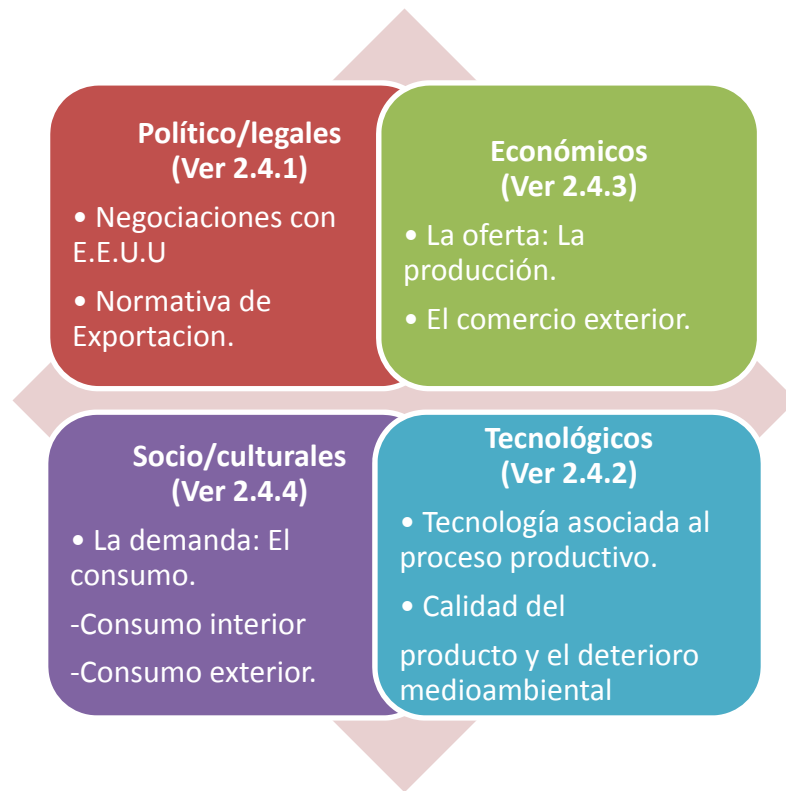 Político/legales
(Ver 2.4.1)
• Negociaciones con
E.E.U.U
• Normativa de
Exportacion.
Económicos
(Ver 2.4.3)
• La oferta: La
producción.
• El comercio exterior.
Socio/culturales
(Ver 2.4.4)
• La demanda: El
consumo.
-Consumo interior
-Consumo exterior.
Tecnológicos
(Ver 2.4.2)
• Tecnología asociada al
proceso productivo.
• Calidad del
producto y el deterioro
medioambiental